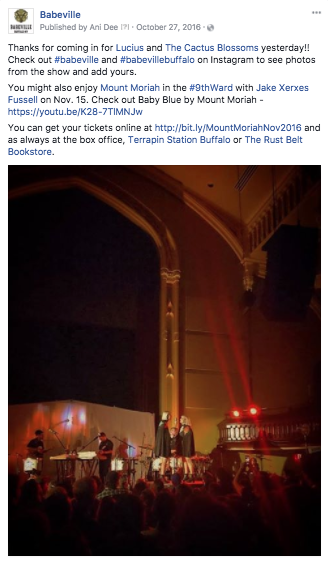 Babeville
Published by Ani Dee [?] · October 27, 2016 ·
Thanks for coming in for Lucius and The Cactus Blossoms yesterday!!
Check out #babeville and #babevillebuffalo on Instagram to see photos
from the show and add yours.
You might also enjoy Mount Moriah in the #9thWard with Jake Xerxes
Fussell on Nov. 15. Check out Baby Blue by Mount Moriah -
https://youtu.be/K28-7TlMNJw
You can get your tickets online at http://bit.ly/MountMoriahNov2016 and
as always at the box office, Terrapin Station Buffalo or The Rust Belt
Bookstore.